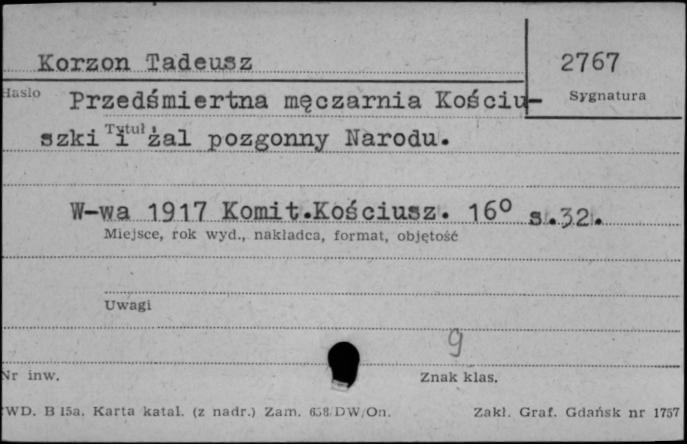 Korzon Tadeusz 2767
Hasło Sygnatura
Przedśmiertna męczarnia Kościu-
Tytuł
szki i żal pozgonny Narodu.
W-wa 1917 Komit.Kościusz. 16° s.32.
Miejsce, rok wyd., nakładca, format, objętość
Uwagi
9
Nr inw. Znak klas.
WD. B 15a. Karta katal. (z nadr.) Zam. 658/DW/On. Zakł. Graf. Gdańsk nr 1757